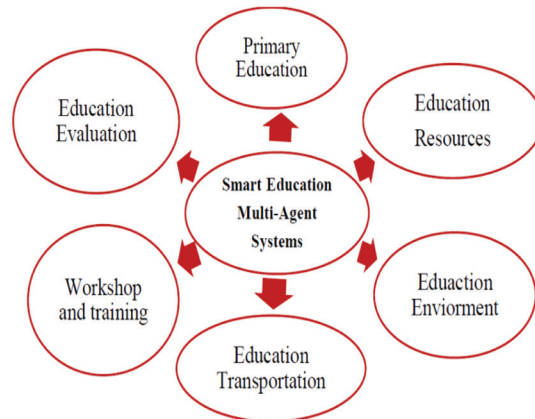 Primary
Education
Education
Evaluation
Education
Resources
Smart Education
Multi-Agent
Systems
Workshop
and training
Eduaction
Enviorment
Education
Transportation